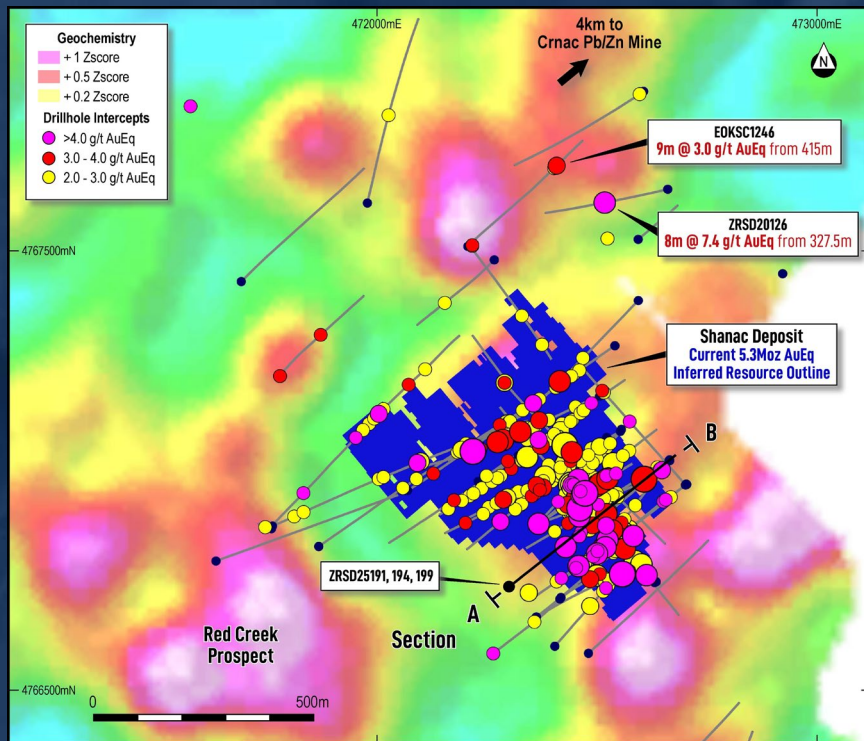 472000mE
473000mE
4km to
Crnac Pb/Zn Mine
N
Geochemistry
+ 1 Zscore
+ 0.5 Zscore
+ 0.2 Zscore
Drillhole Intercepts
>4.0 g/t AuEq
3.0 - 4.0 g/t AuEq
2.0 - 3.0 g/t AuEq
EOKSC1246
9m @ 3.0 g/t AuEq from 415m
ZRSD20126
8m @ 7.4 g/t AuEq from 327.5m
4767500mN
Shanac Deposit
Current 5.3Moz AuEq
Inferred Resource Outline
B
ZRSD25191, 194, 199
A
Section
Red Creek
Prospect
4766500mN
0
500m